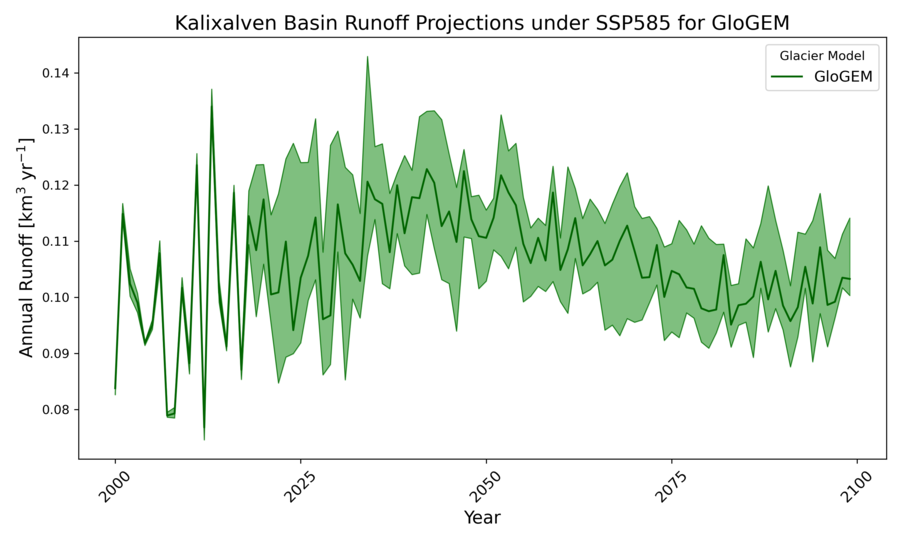 Kalixalven Basin Runoff Projections under SSP585 for GloGEM
Glacier Model
GloGEM
0.14
0.13
0.12
0.11
0.10
0.09
0.08
Annual Runoff [km³ yr⁻¹]
2000
2025
2050
2075
2100
Year